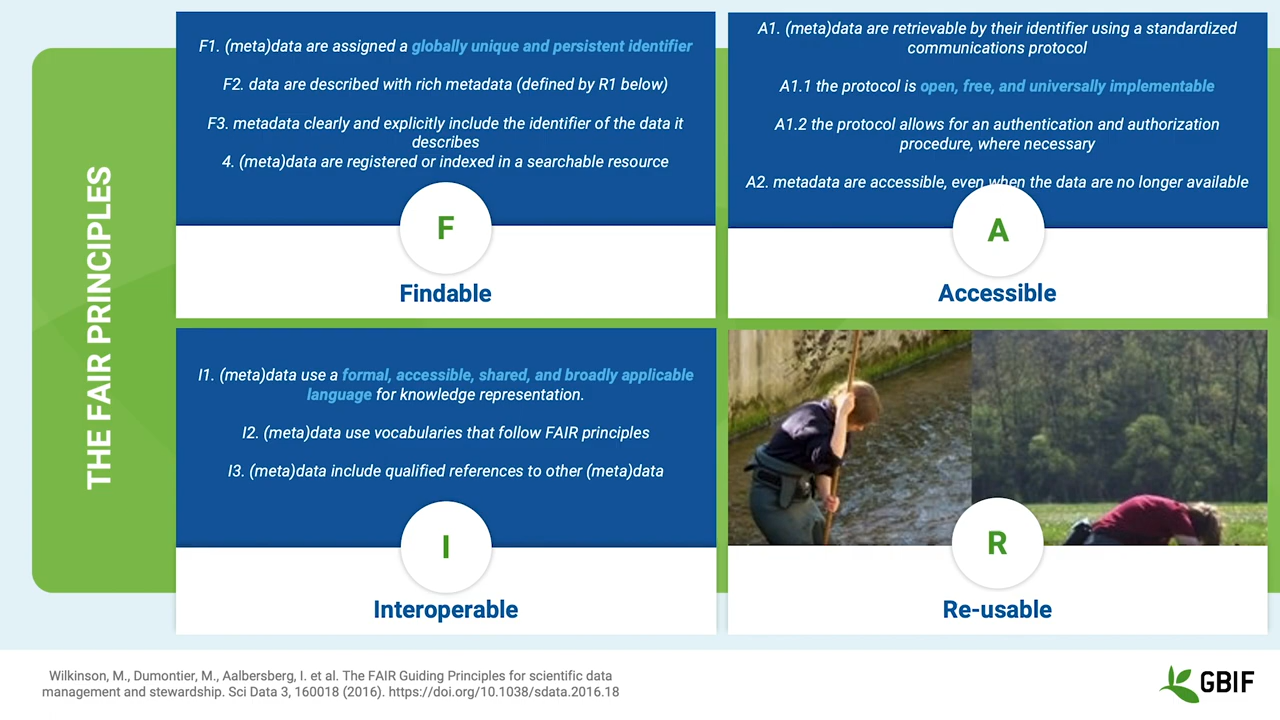 THE FAIR PRINCIPLES
F1. (meta)data are assigned a globally unique and persistent identifier
F2. data are described with rich metadata (defined by R1 below)
F3. metadata clearly and explicitly include the identifier of the data it
describes
4. (meta)data are registered or indexed in a searchable resource
F
Findable
A1. (meta)data are retrievable by their identifier using a standardized
communications protocol
A1.1 the protocol is open, free, and universally implementable
A1.2 the protocol allows for an authentication and authorization
procedure, where necessary
A2. metadata are accessible, even when the data are no longer available
A
Accessible
I1. (meta)data use a formal, accessible, shared, and broadly applicable
language for knowledge representation.
I2. (meta)data use vocabularies that follow FAIR principles
I3. (meta)data include qualified references to other (meta)data
I
Interoperable
R
Re-usable
Wilkinson, M., Dumontier, M., Aalbersberg, I. et al. The FAIR Guiding Principles for scientific data
management and stewardship. Sci Data 3, 160018 (2016). https://doi.org/10.1038/sdata.2016.18
GBIF